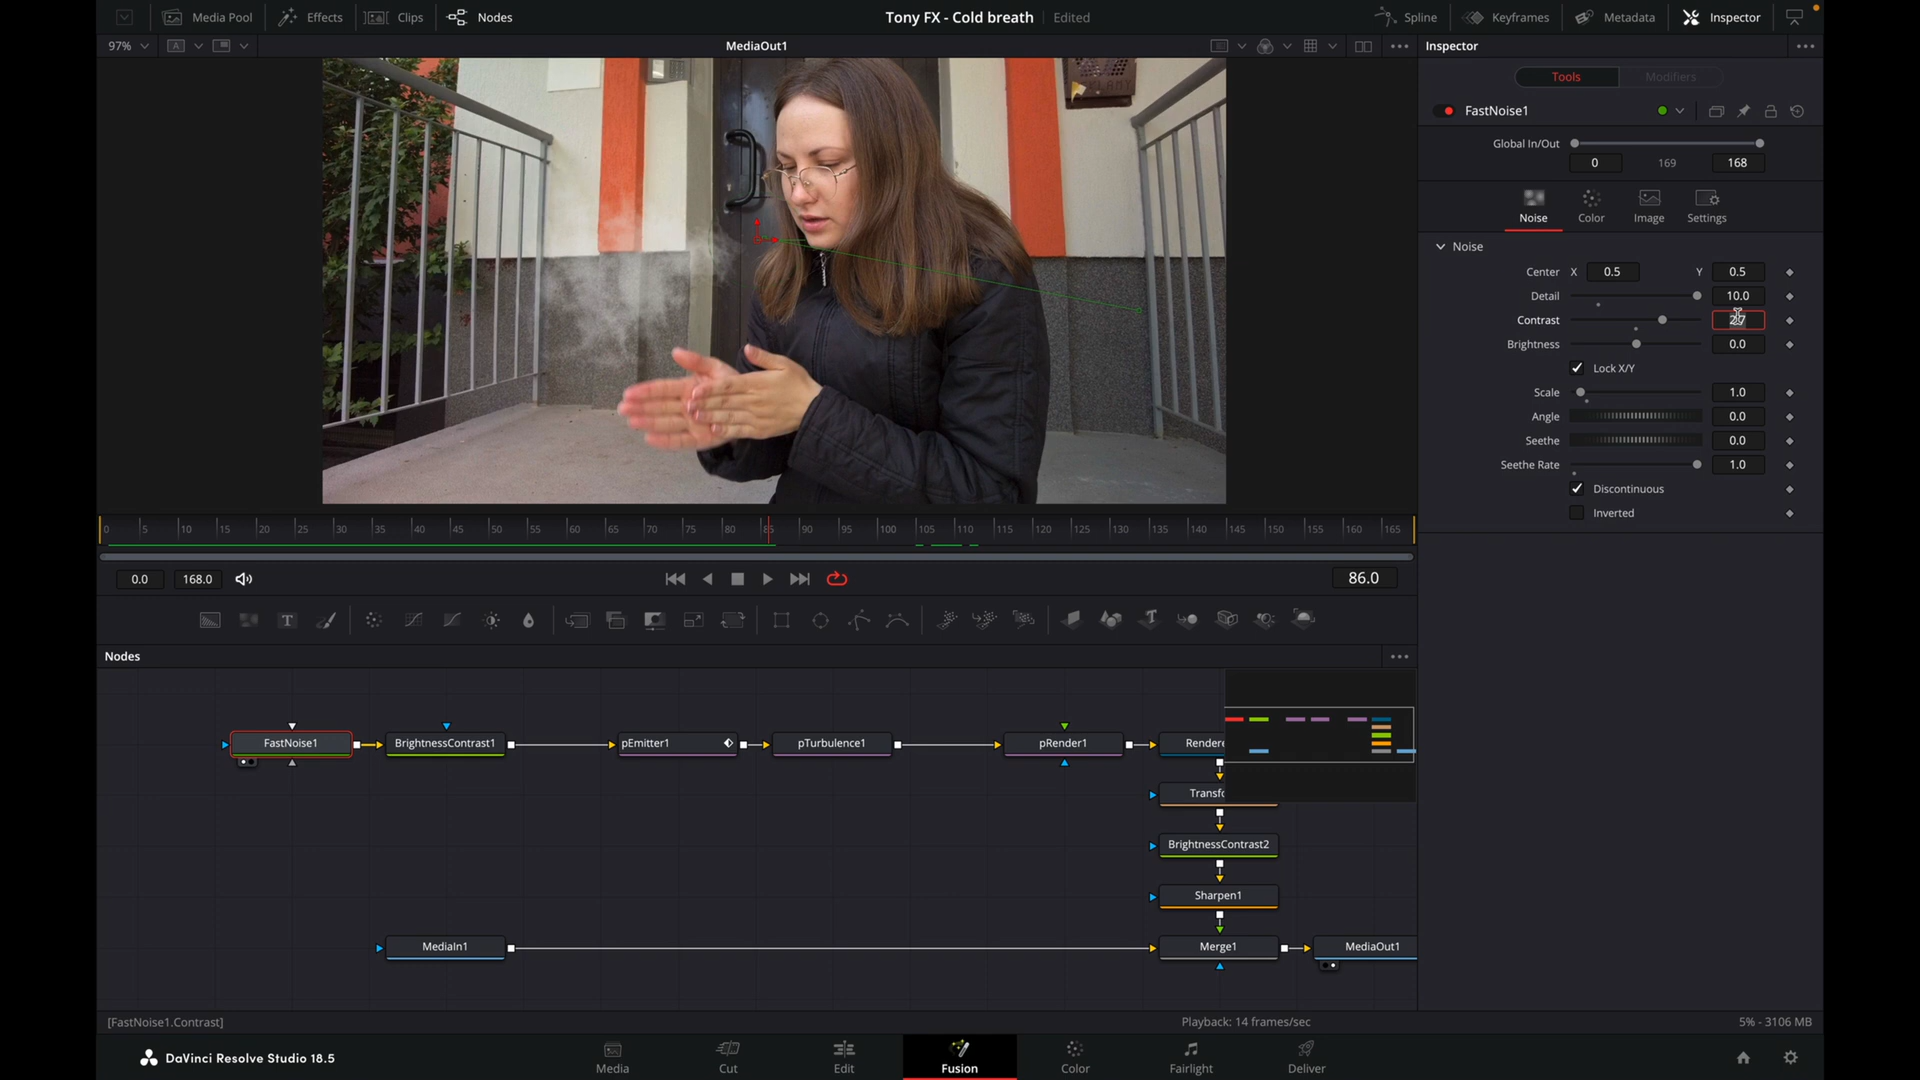 Media Pool Effects Clips Nodes Tony FX - Cold breath Edited Spline Keyframes Metadata Inspector
97% A MediaOut1 Inspector
Tools Modifiers
FastNoise1
Global In/Out
0 169 168
Noise Color Image Settings
Noise
Center X 0.5 Y 0.5
Detail 10.0
Contrast
Brightness 0.0
Lock X/Y
Scale 1.0
Angle 0.0
Seethe 0.0
Seethe Rate 1.0
Discontinuous
Inverted
0 5 10 15 20 25 30 35 40 45 50 55 60 65 70 75 80 90 95 100 105 110 115 120 125 130 135 140 145 150 155 160 165
0.0 168.0 86.0
T
Nodes
FastNoise1 BrightnessContrast1 pEmitter1 pTurbulence1 pRender1 Rendere
Transfo
BrightnessContrast2
Sharpen1
MediaIn1 Merge1 MediaOut1
[FastNoise1.Contrast] Playback: 14 frames/sec 5% - 3106 MB
DaVinci Resolve Studio 18.5 Media Cut Edit Fusion Color Fairlight Deliver